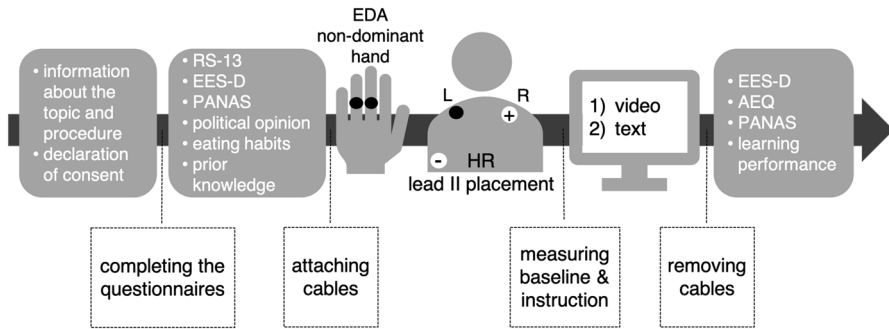 • information
about the
topic and
procedure
• declaration
of consent
• RS-13
• EES-D
• PANAS
• political opinion
• eating habits
• prior
knowledge
EDA
non-dominant
hand
L
R
+
-
HR
lead II placement
1) video
2) text
• EES-D
• AEQ
• PANAS
• learning
performance
completing the
questionnaires
attaching
cables
measuring
baseline &
instruction
removing
cables